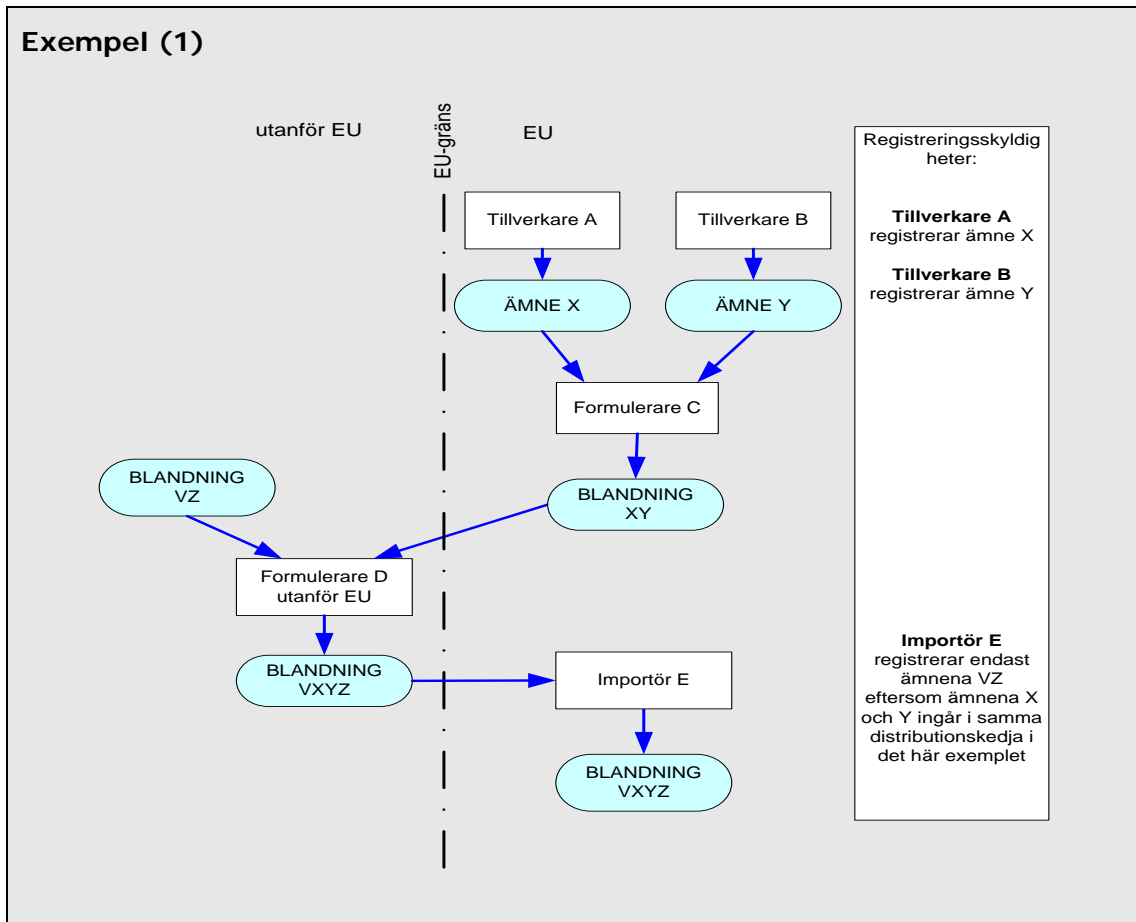 Exempel (1)
utanför EU
EU-gräns
EU
Tillverkare A
Tillverkare B
ÄMNE X
ÄMNE Y
Formulerare C
BLANDNING
VZ
BLANDNING
XY
Formulerare D
utanför EU
BLANDNING
VXYZ
Importör E
BLANDNING
VXYZ
Registreringsskyldig
heter:
Tillverkare A
registrerar ämne X
Tillverkare B
registrerar ämne Y
Importör E
registrerar endast
ämnena VZ
eftersom ämnena X
och Y ingår i samma
distributionskedja i
det här exemplet